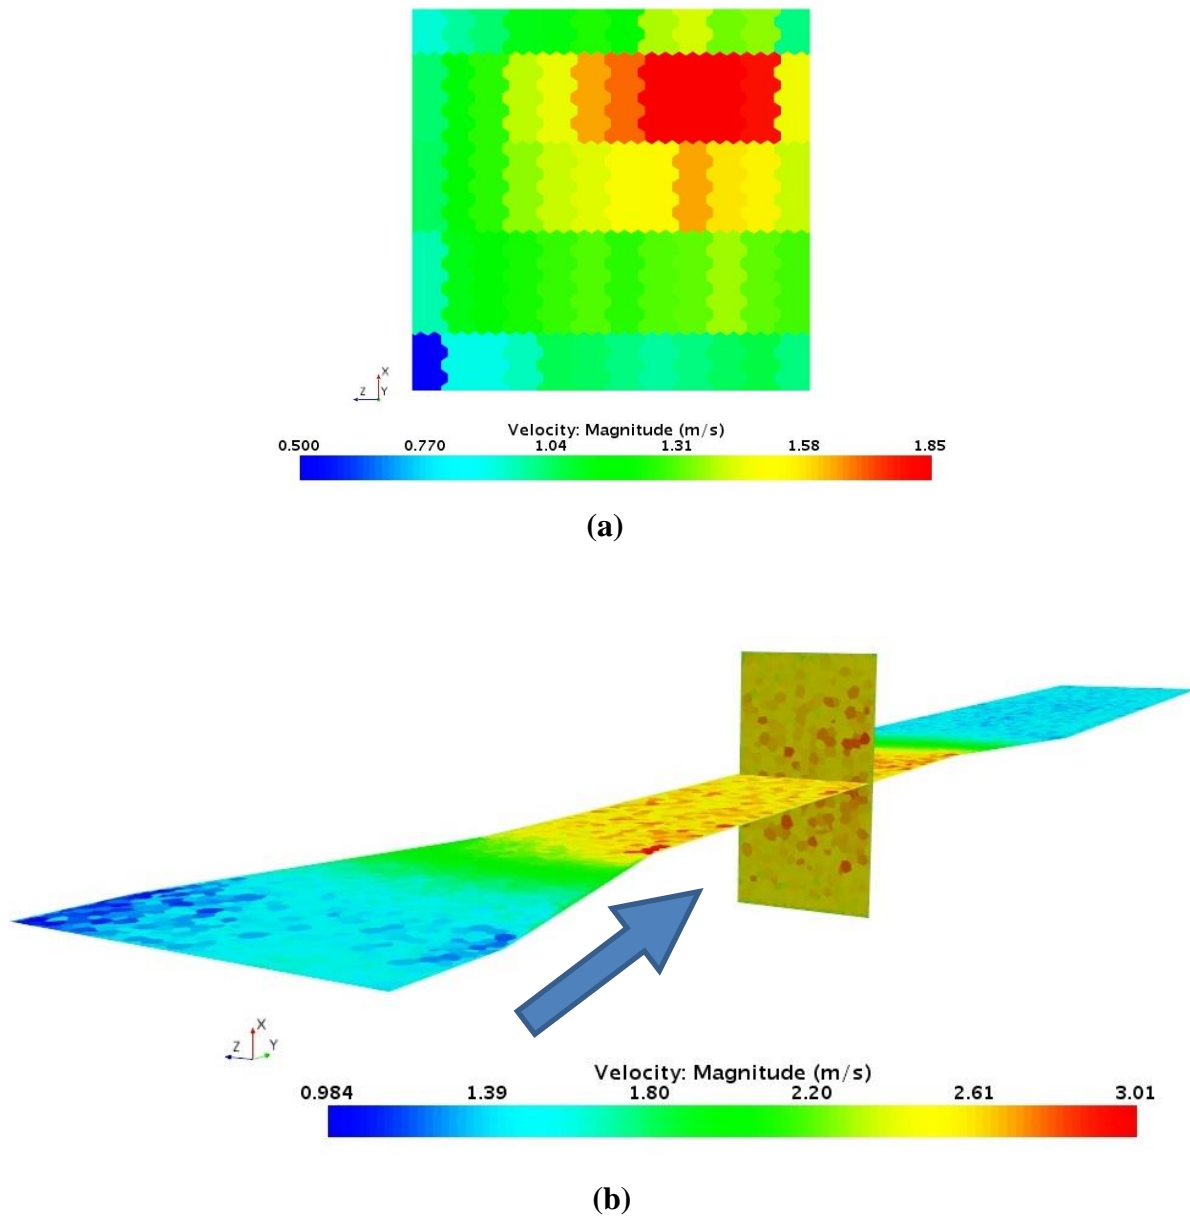 X
Z Y
Velocity: Magnitude (m/s)
0.500 0.770 1.04 1.31 1.58 1.85
(a)
X
Z Y
Velocity: Magnitude (m/s)
0.984 1.39 1.80 2.20 2.61 3.01
(b)